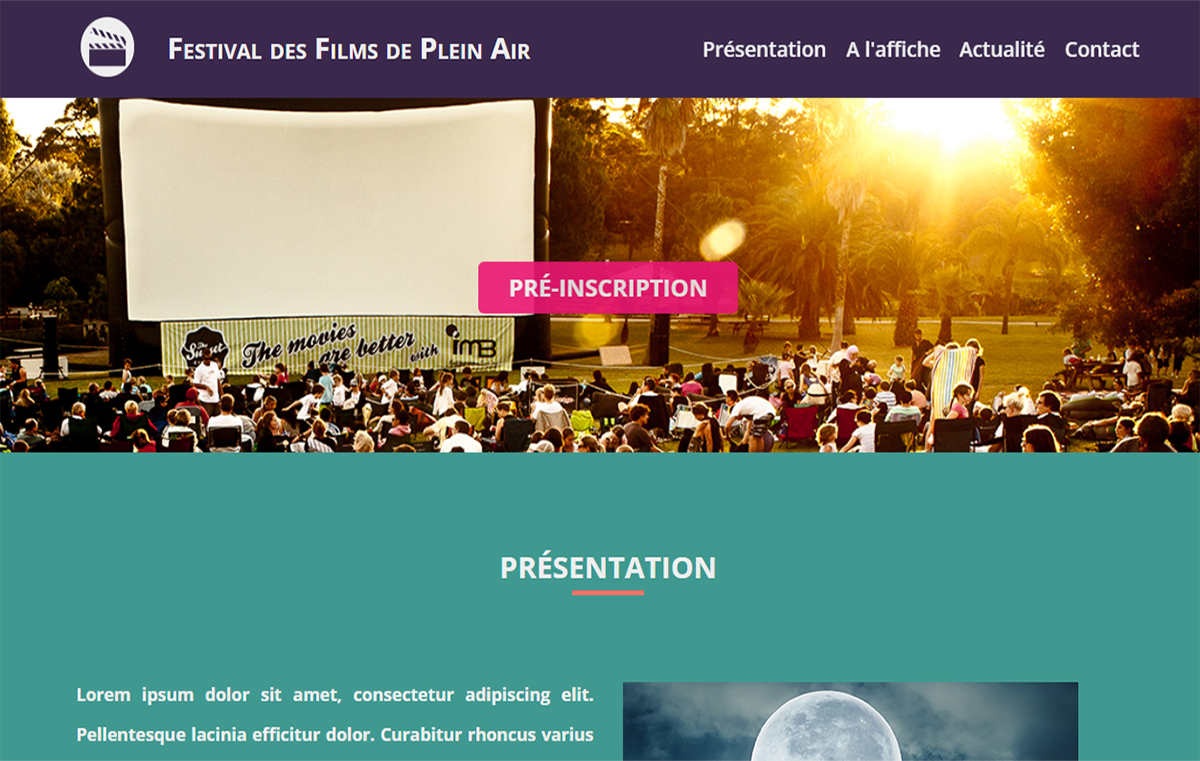 Festival des Films de Plein Air
Présentation A l'affiche Actualité Contact
PRÉ-INSCRIPTION
The movies
are better with imB
PRÉSENTATION
Lorem ipsum dolor sit amet, consectetur adipiscing elit.
Pellentesque lacinia efficitur dolor. Curabitur rhoncus varius